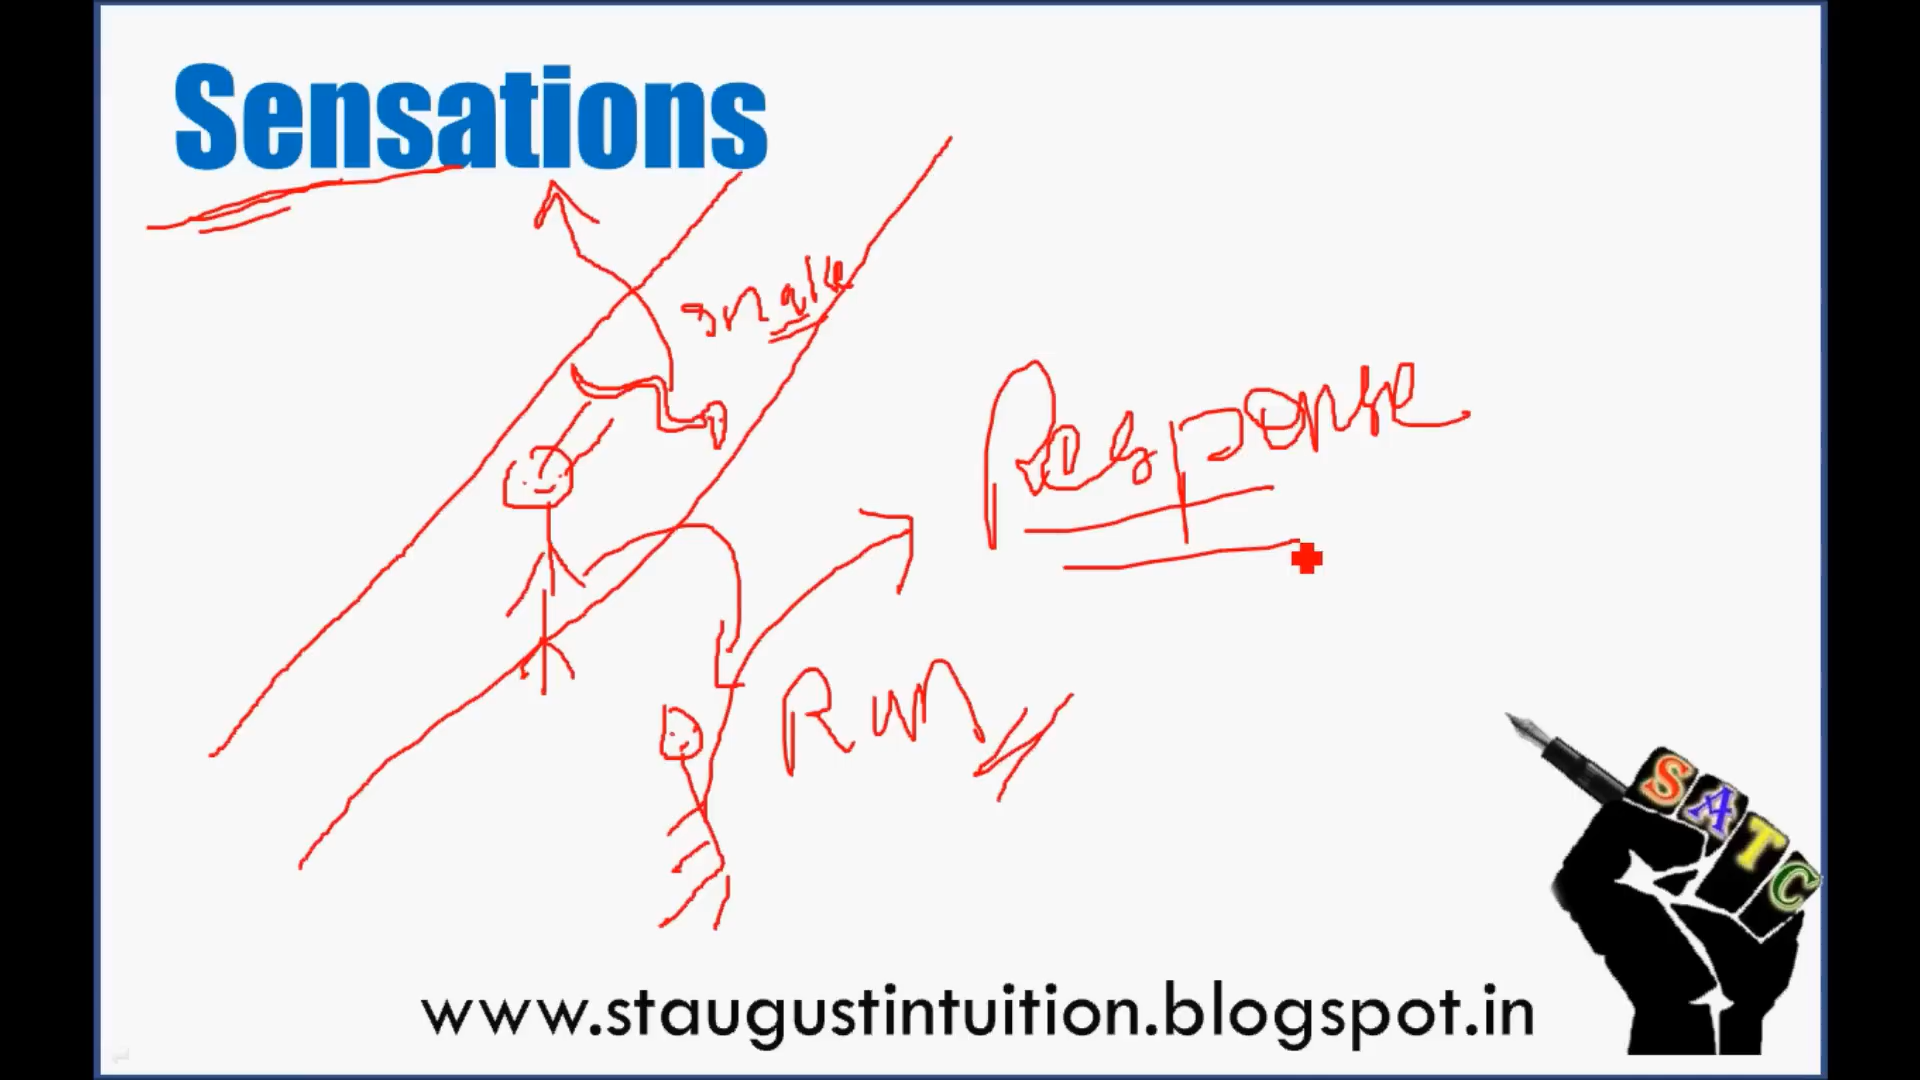 Sensations
snake
Response
Run
SATC
www.staugustintuition.blogspot.in